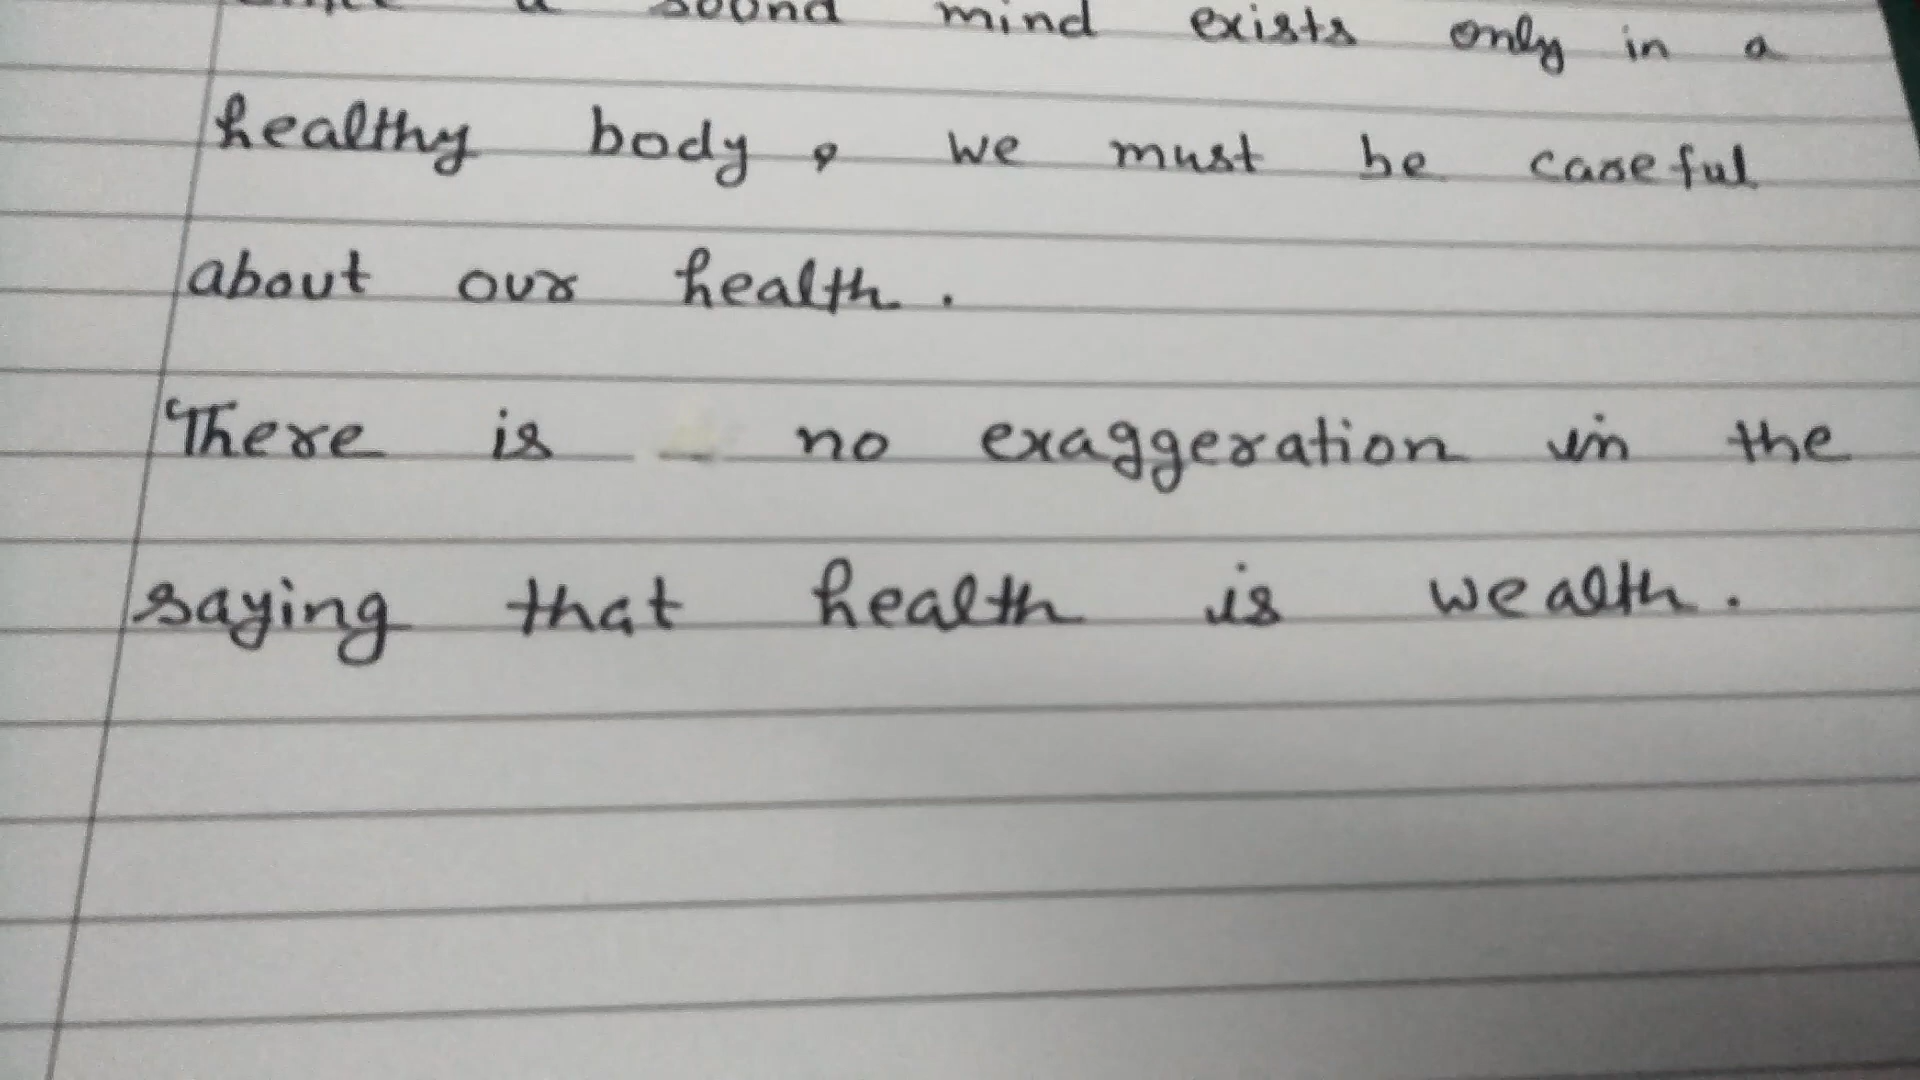 a sound mind exists only in a
healthy body, we must be careful
about our health.
There is no exaggeration in the
saying that health is wealth.